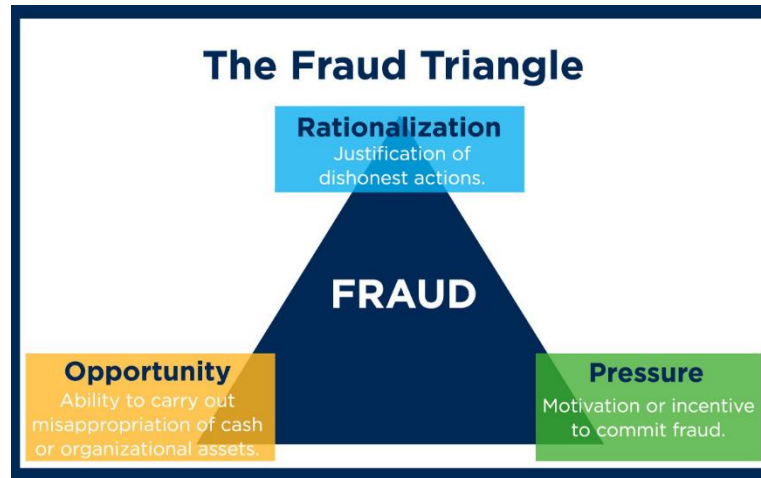 The Fraud Triangle
Rationalization
Justification of
dishonest actions.
FRAUD
Opportunity
Ability to carry out
misappropriation of cash
or organizational assets.
Pressure
Motivation or incentive
to commit fraud.